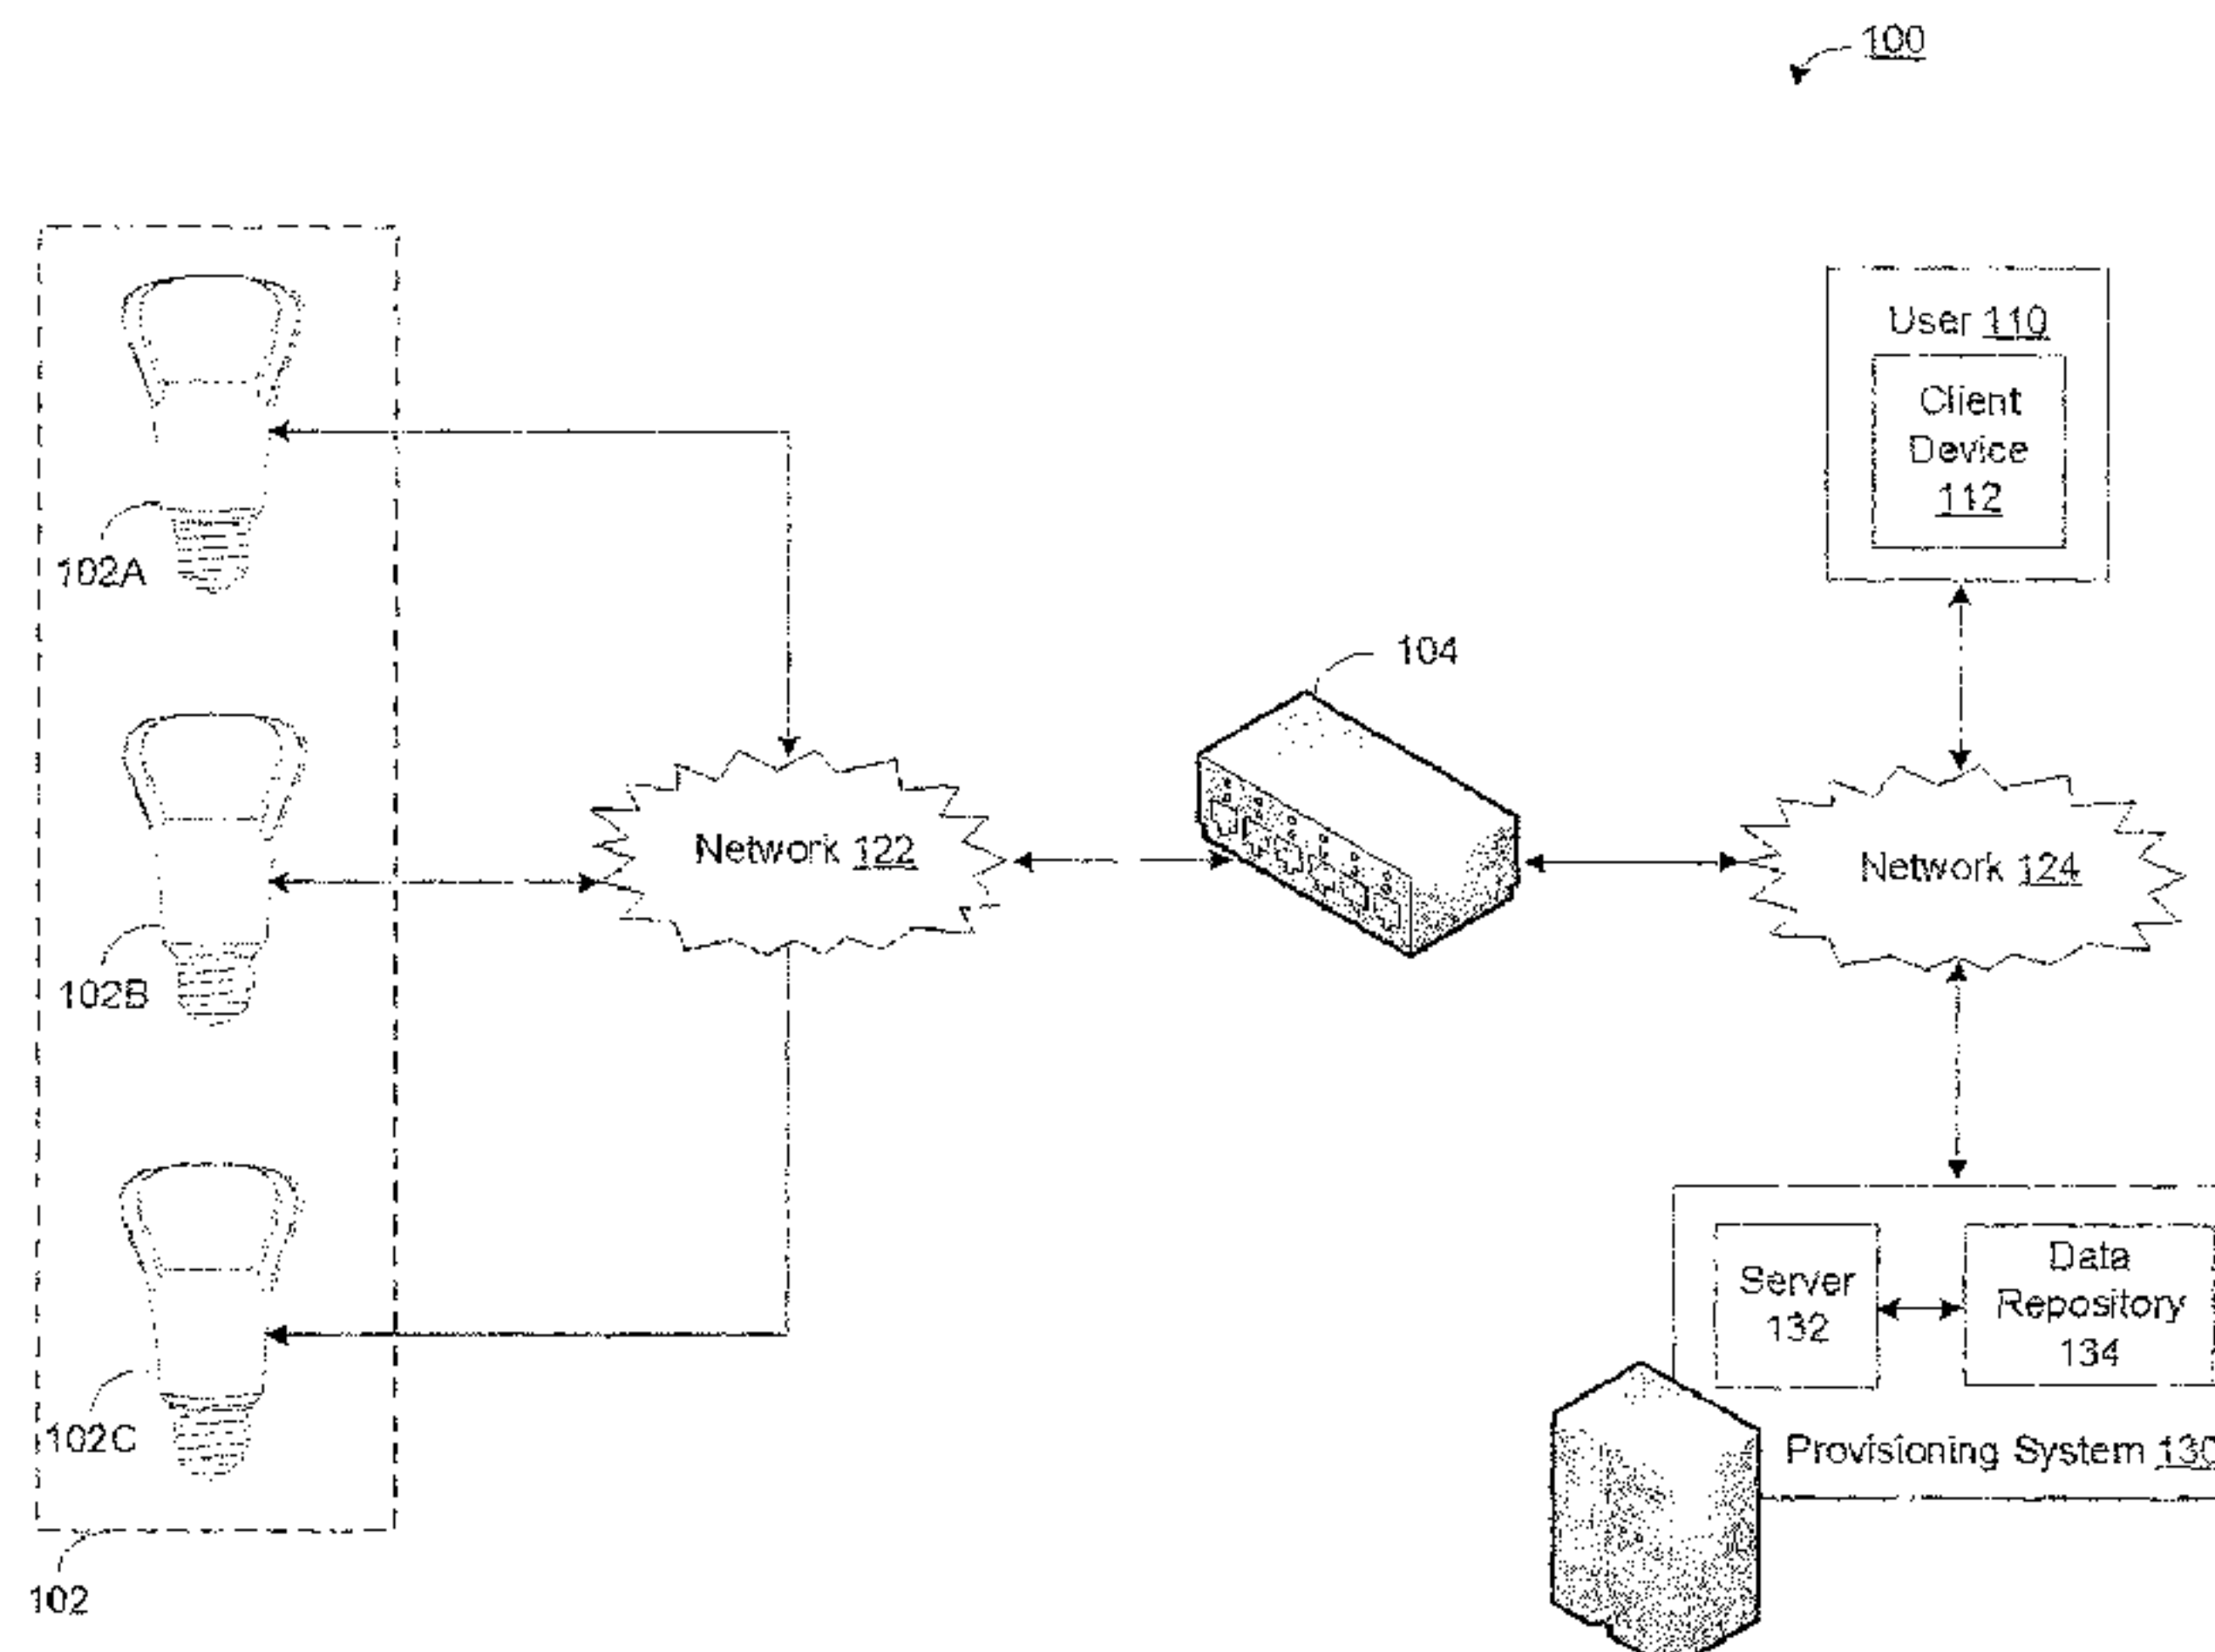 100
User 110
Client
Device
112
102A
104
Network 122
Network 124
102B
Server
132
Data
Repository
134
102C
Provisioning System 130
102